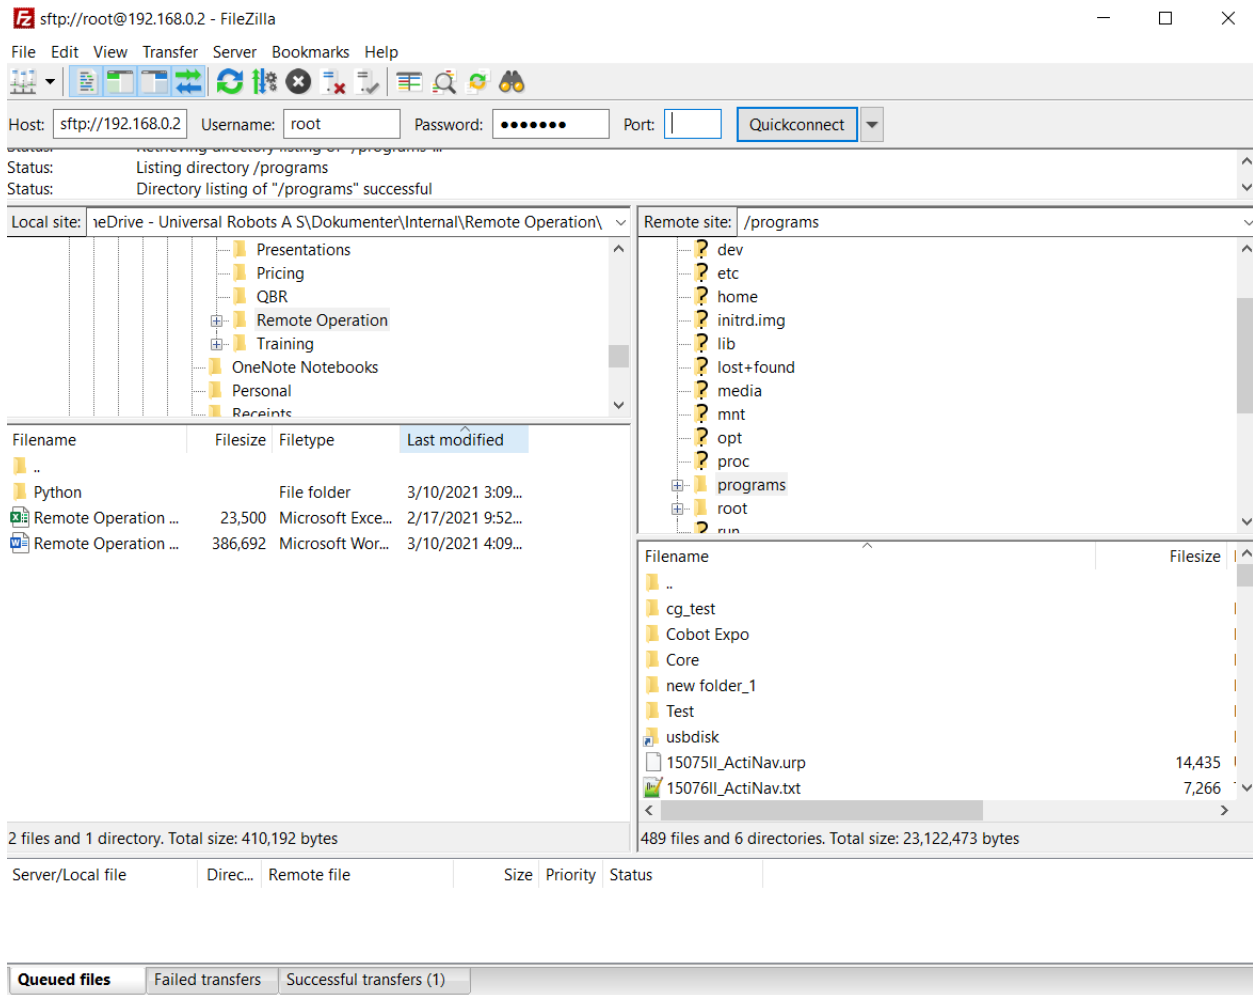 sftp://root@192.168.0.2 - FileZilla
File Edit View Transfer Server Bookmarks Help
Host: sftp://192.168.0.2 Username: root Password: ●●●●●●● Port: Quickconnect
Status: Retrieving directory listing of "/programs"...
Status: Listing directory /programs
Status: Directory listing of "/programs" successful
Local site: neDrive - Universal Robots A S\Dokumenter\Internal\Remote Operation\
Presentations
Pricing
QBR
Remote Operation
Training
OneNote Notebooks
Personal
Receipts
Filename Filesize Filetype Last modified
..
Python File folder 3/10/2021 3:09...
Remote Operation ... 23,500 Microsoft Exce... 2/17/2021 9:52...
Remote Operation ... 386,692 Microsoft Wor... 3/10/2021 4:09...
2 files and 1 directory. Total size: 410,192 bytes
Remote site: /programs
dev
etc
home
initrd.img
lib
lost+found
media
mnt
opt
proc
programs
root
run
Filename Filesize
..
cg_test
Cobot Expo
Core
new folder_1
Test
usbdisk
15075II_ActiNav.urp 14,435
15076II_ActiNav.txt 7,266
489 files and 6 directories. Total size: 23,122,473 bytes
Server/Local file Direc... Remote file Size Priority Status
Queued files Failed transfers Successful transfers (1)